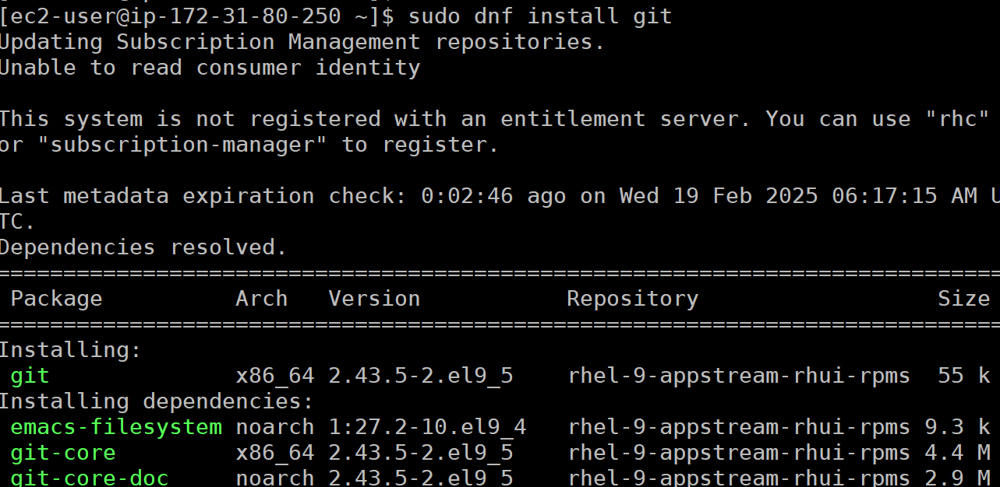 [ec2-user@ip-172-31-80-250 ~]$ sudo dnf install git
Updating Subscription Management repositories.
Unable to read consumer identity
This system is not registered with an entitlement server. You can use "rhc"
or "subscription-manager" to register.
Last metadata expiration check: 0:02:46 ago on Wed 19 Feb 2025 06:17:15 AM U
TC.
Dependencies resolved.
================================================================================
Package Arch Version Repository Size
================================================================================
Installing:
git x86_64 2.43.5-2.el9_5 rhel-9-appstream-rhui-rpms 55 k
Installing dependencies:
emacs-filesystem noarch 1:27.2-10.el9_4 rhel-9-appstream-rhui-rpms 9.3 k
git-core x86_64 2.43.5-2.el9_5 rhel-9-appstream-rhui-rpms 4.4 M
git-core-doc noarch 2.43.5-2.el9_5 rhel-9-appstream-rhui-rpms 2.9 M